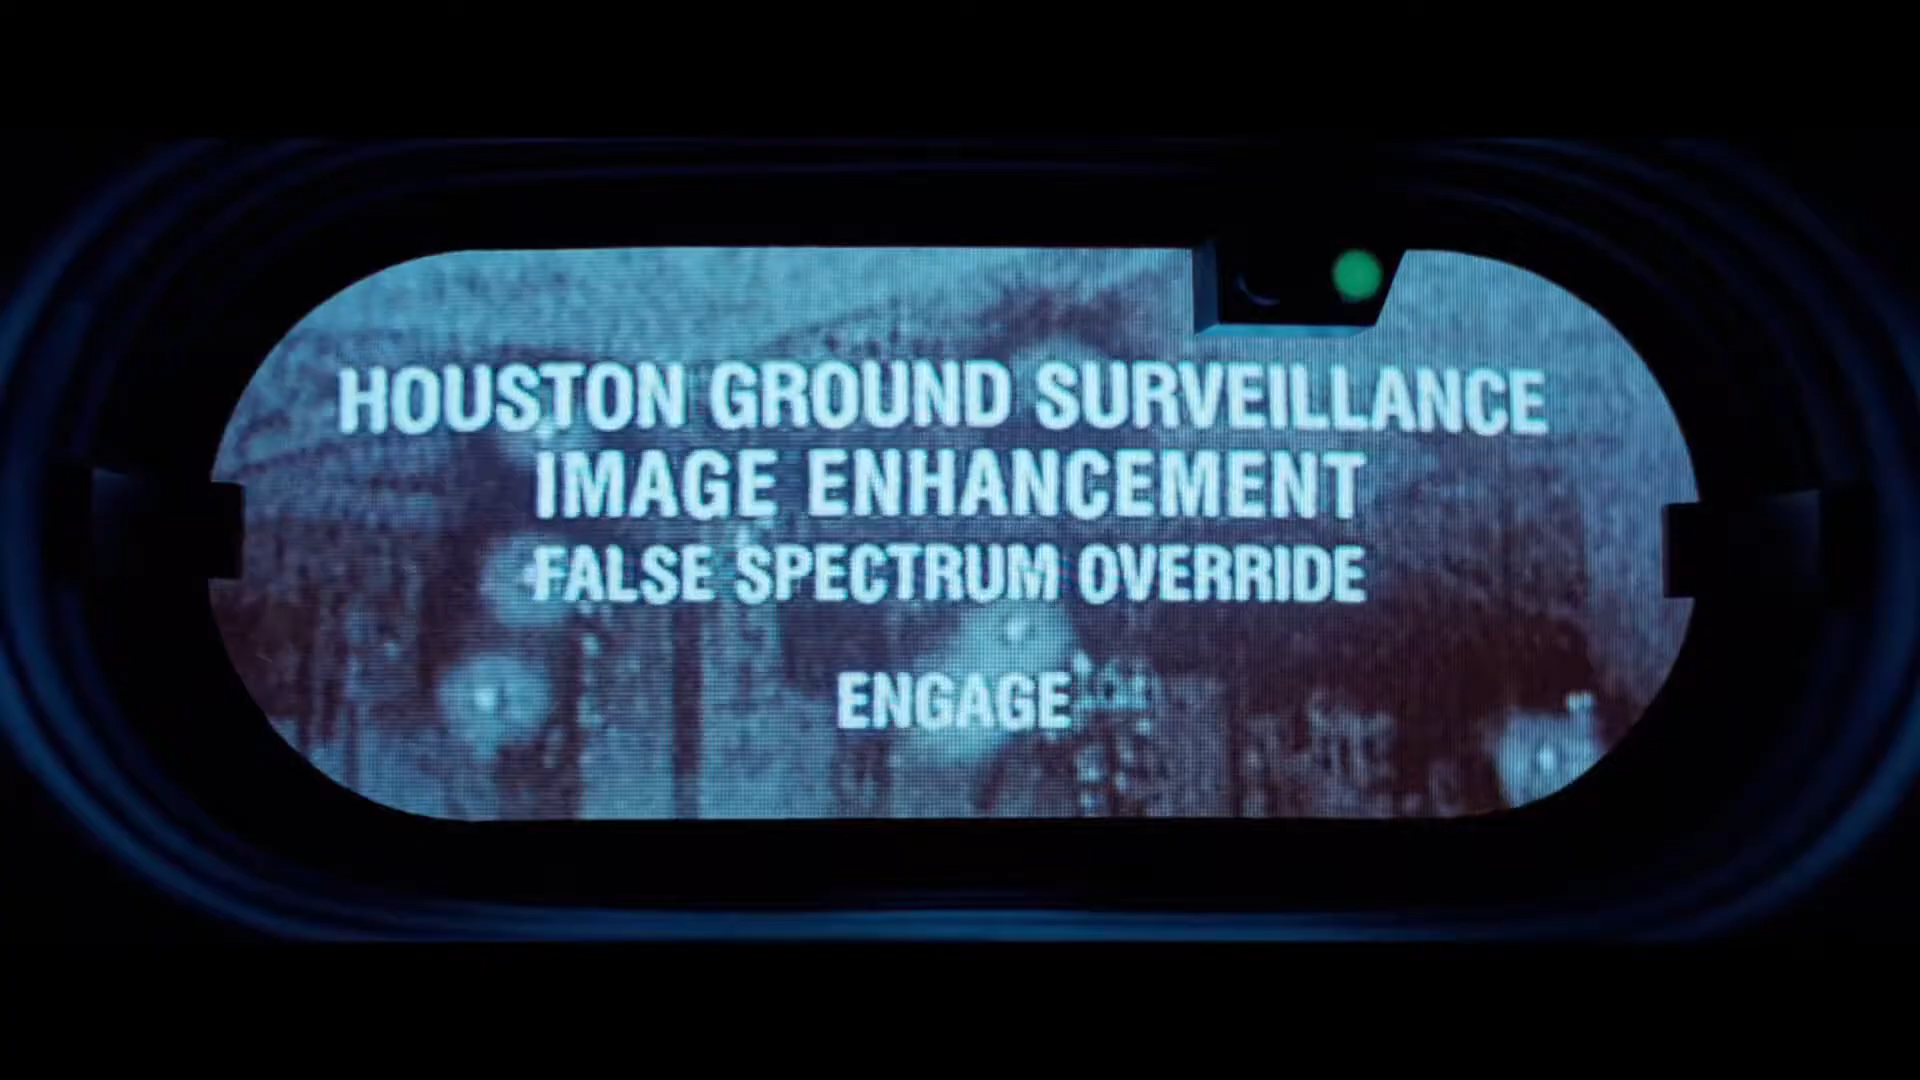 HOUSTON GROUND SURVEILLANCE
IMAGE ENHANCEMENT
FALSE SPECTRUM OVERRIDE
ENGAGE